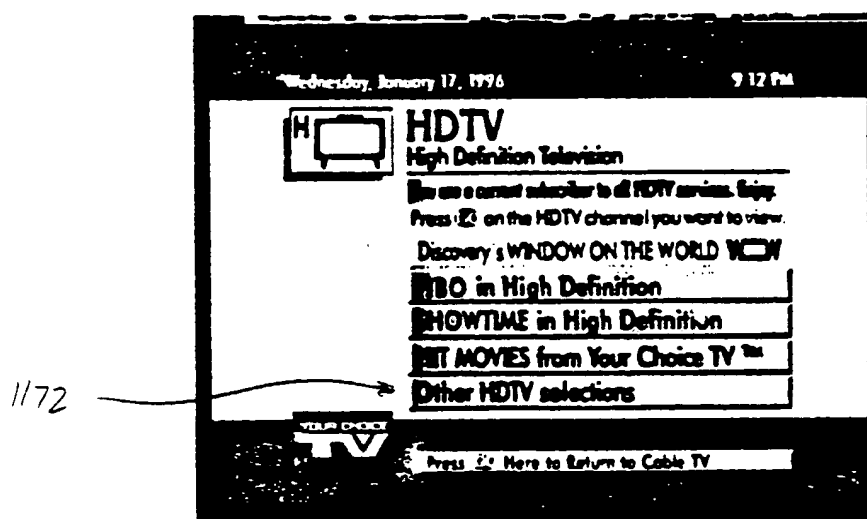 Wednesday, January 17, 1996 9 12 PM
H
HDTV
High Definition Television
You are a current subscriber to all HDTV services. Enjoy.
Press on the HDTV channel you want to view.
Discovery's WINDOW ON THE WORLD WOW
HBO in High Definition
SHOWTIME in High Definition
HIT MOVIES from Your Choice TV ™
Other HDTV selections
1172
YOUR CHOICE
TV
Press Here to Return to Cable TV